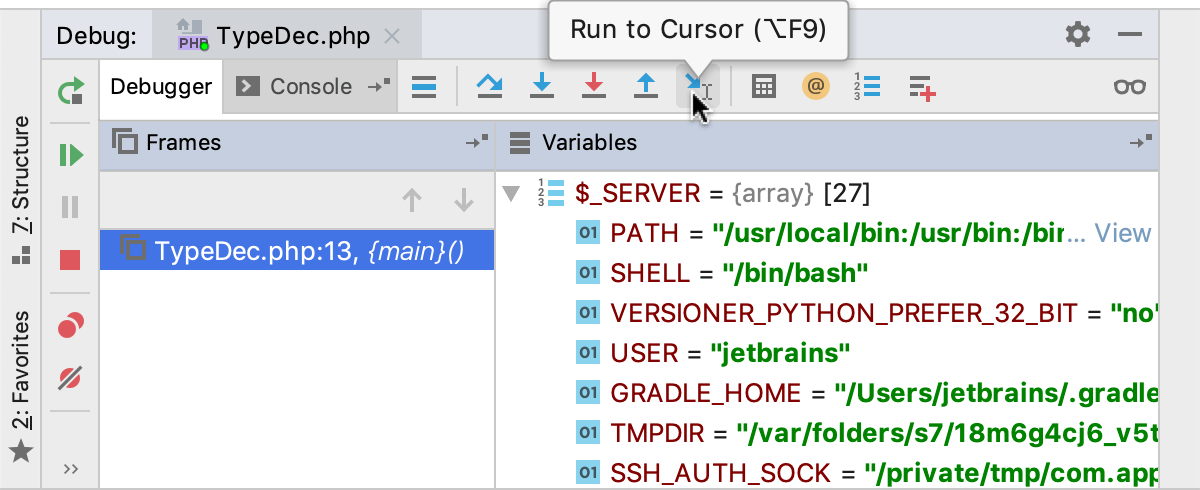 Run to Cursor (⌥F9)
Debug: PHP TypeDec.php
Debugger Console
Frames
Variables
7: Structure
2: Favorites
TypeDec.php:13, {main}()
$_SERVER = {array} [27]
01 PATH = "/usr/local/bin:/usr/bin:/bin... View
01 SHELL = "/bin/bash"
01 VERSIONER_PYTHON_PREFER_32_BIT = "no"
01 USER = "jetbrains"
01 GRADLE_HOME = "/Users/jetbrains/.gradle
01 TMPDIR = "/var/folders/s7/18m6g4cj6_v5t
01 SSH_AUTH_SOCK = "/private/tmp/com.app